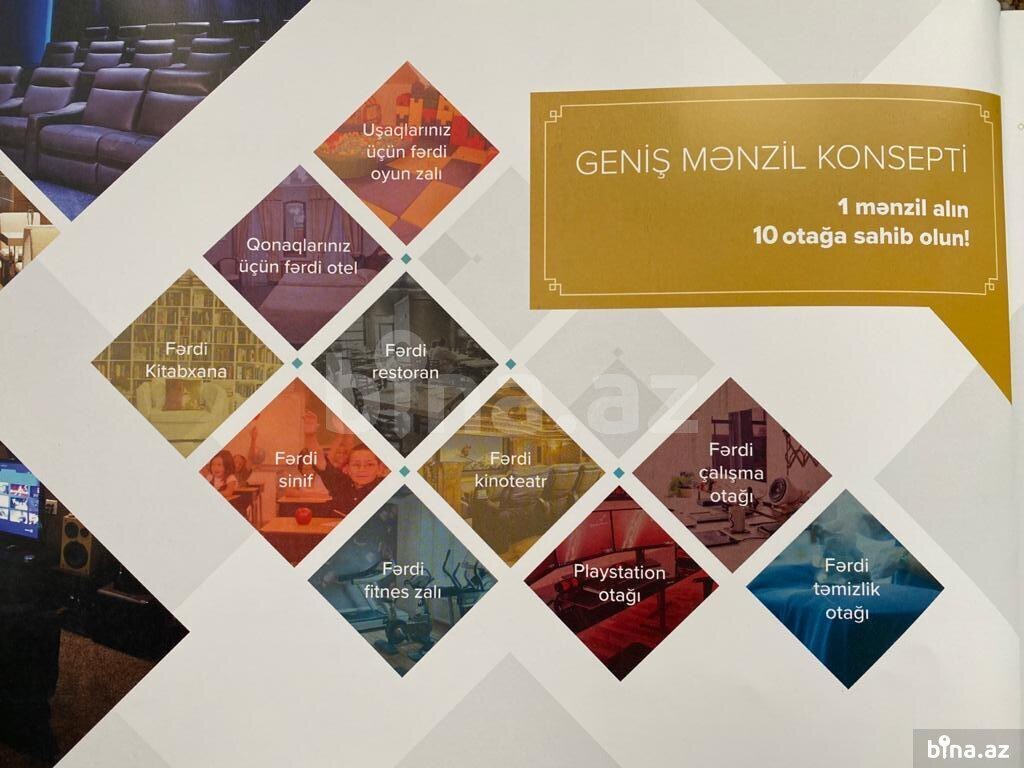 GENİŞ MƏNZİL KONSEPTİ
1 mənzil alın
10 otağa sahib olun!
Uşaqlarınız
üçün fərdi
oyun zalı
Qonaqlarınız
üçün fərdi otel
Fərdi
Kitabxana
Fərdi
restoran
Fərdi
sinif
Fərdi
kinoteatr
Fərdi
çalışma
otağı
Fərdi
fitnes zalı
Playstation
otağı
Fərdi
təmizlik
otağı
bina.az
bina.az